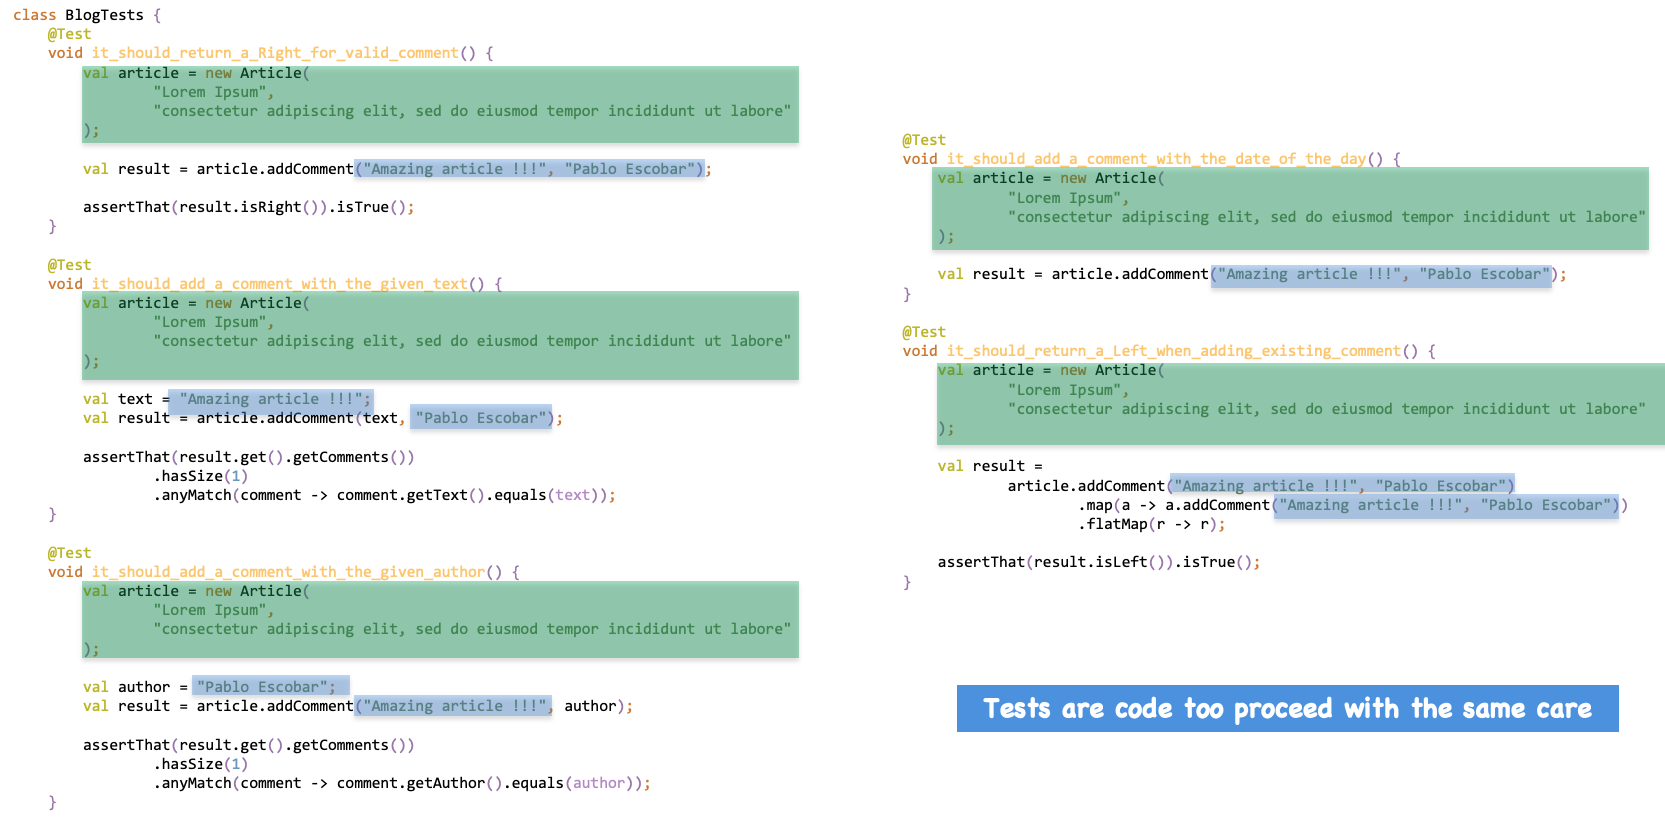 class BlogTests {
    @Test
    void it_should_return_a_Right_for_valid_comment() {
        val article = new Article(
                "Lorem Ipsum",
                "consectetur adipiscing elit, sed do eiusmod tempor incididunt ut labore"
        );

        val result = article.addComment("Amazing article !!!", "Pablo Escobar");

        assertThat(result.isRight()).isTrue();
    }

    @Test
    void it_should_add_a_comment_with_the_given_text() {
        val article = new Article(
                "Lorem Ipsum",
                "consectetur adipiscing elit, sed do eiusmod tempor incididunt ut labore"
        );

        val text = "Amazing article !!!";
        val result = article.addComment(text, "Pablo Escobar");

        assertThat(result.get().getComments())
                .hasSize(1)
                .anyMatch(comment -> comment.getText().equals(text));
    }

    @Test
    void it_should_add_a_comment_with_the_given_author() {
        val article = new Article(
                "Lorem Ipsum",
                "consectetur adipiscing elit, sed do eiusmod tempor incididunt ut labore"
        );

        val author = "Pablo Escobar";
        val result = article.addComment("Amazing article !!!", author);

        assertThat(result.get().getComments())
                .hasSize(1)
                .anyMatch(comment -> comment.getAuthor().equals(author));
    }

    @Test
    void it_should_add_a_comment_with_the_date_of_the_day() {
        val article = new Article(
                "Lorem Ipsum",
                "consectetur adipiscing elit, sed do eiusmod tempor incididunt ut labore"
        );

        val result = article.addComment("Amazing article !!!", "Pablo Escobar");
    }

    @Test
    void it_should_return_a_Left_when_adding_existing_comment() {
        val article = new Article(
                "Lorem Ipsum",
                "consectetur adipiscing elit, sed do eiusmod tempor incididunt ut labore"
        );

        val result =
                article.addComment("Amazing article !!!", "Pablo Escobar")
                        .map(a -> a.addComment("Amazing article !!!", "Pablo Escobar"))
                        .flatMap(r -> r);

        assertThat(result.isLeft()).isTrue();
    }

Tests are code too proceed with the same care